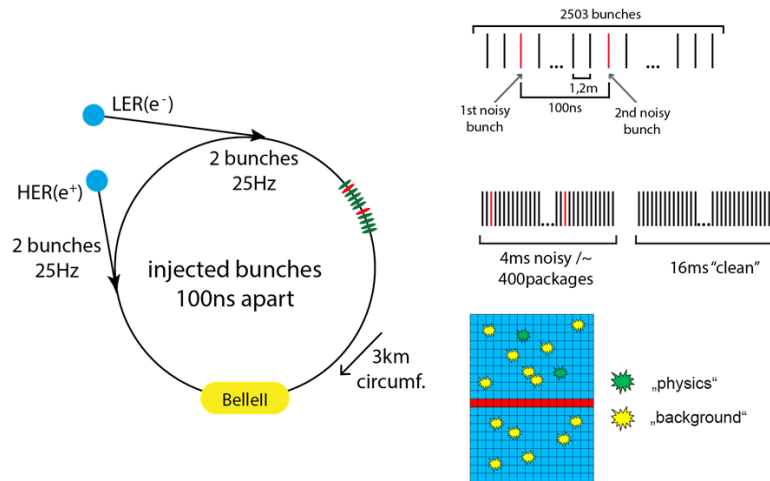 LER(e⁻)
HER(e⁺)
2 bunches
25Hz
2 bunches
25Hz
injected bunches
100ns apart
3km
circumf.
BelleII
2503 bunches
...
...
1,2m
1st noisy
bunch
100ns
2nd noisy
bunch
...
...
4ms noisy /~
400packages
16ms"clean"
„physics“
„background“